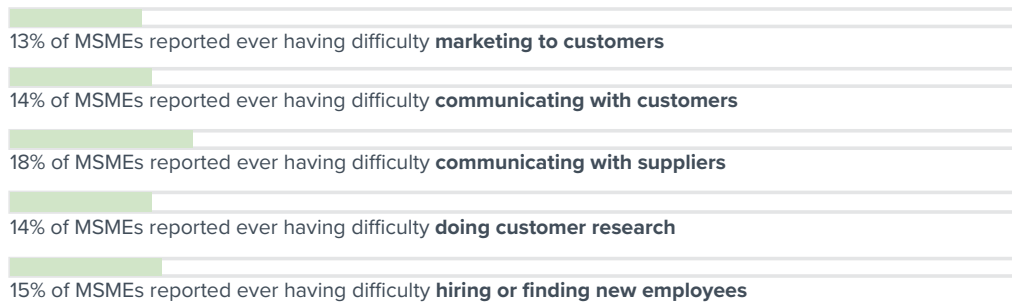 13% of MSMEs reported ever having difficulty marketing to customers
14% of MSMEs reported ever having difficulty communicating with customers
18% of MSMEs reported ever having difficulty communicating with suppliers
14% of MSMEs reported ever having difficulty doing customer research
15% of MSMEs reported ever having difficulty hiring or finding new employees